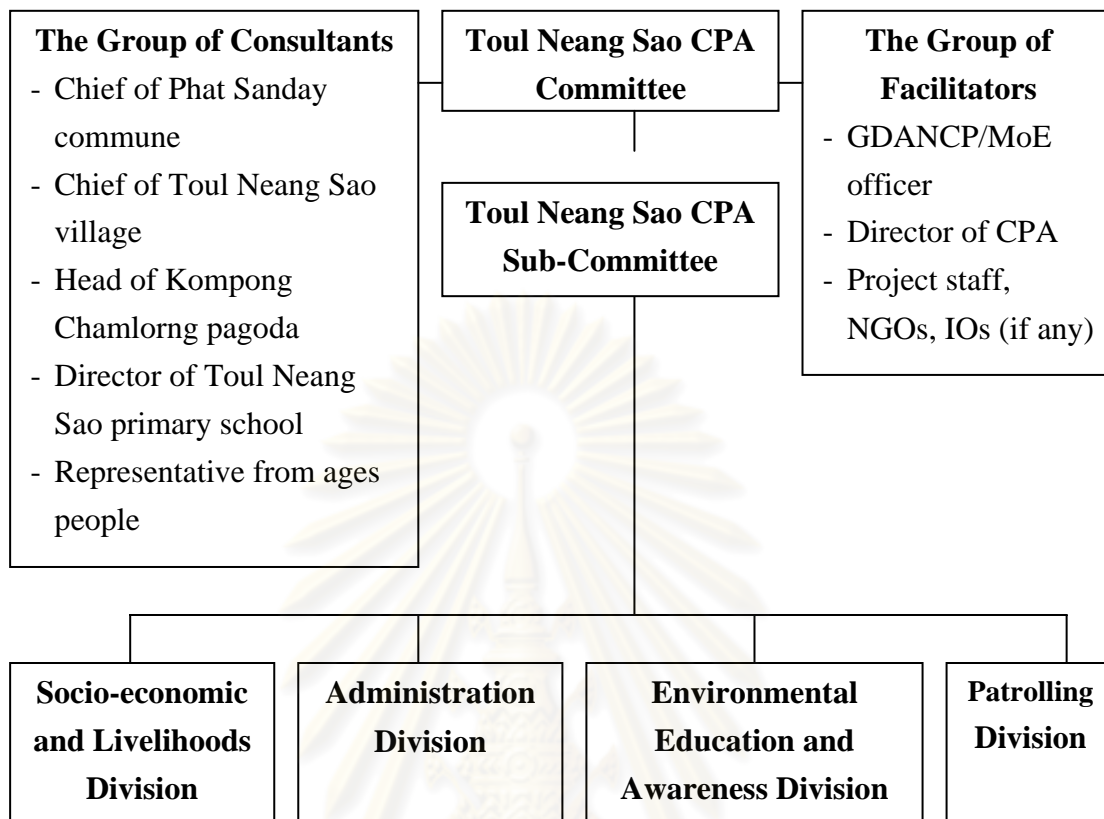 The Group of Consultants
- Chief of Phat Sanday
commune
- Chief of Toul Neang Sao
village
- Head of Kompong
Chamlorng pagoda
- Director of Toul Neang
Sao primary school
- Representative from ages
people
Toul Neang Sao CPA
Committee
The Group of
Facilitators
- GDANCP/MoE
officer
- Director of CPA
- Project staff,
NGOs, IOs (if any)
Toul Neang Sao CPA
Sub-Committee
Socio-economic
and Livelihoods
Division
Administration
Division
Environmental
Education and
Awareness Division
Patrolling
Division